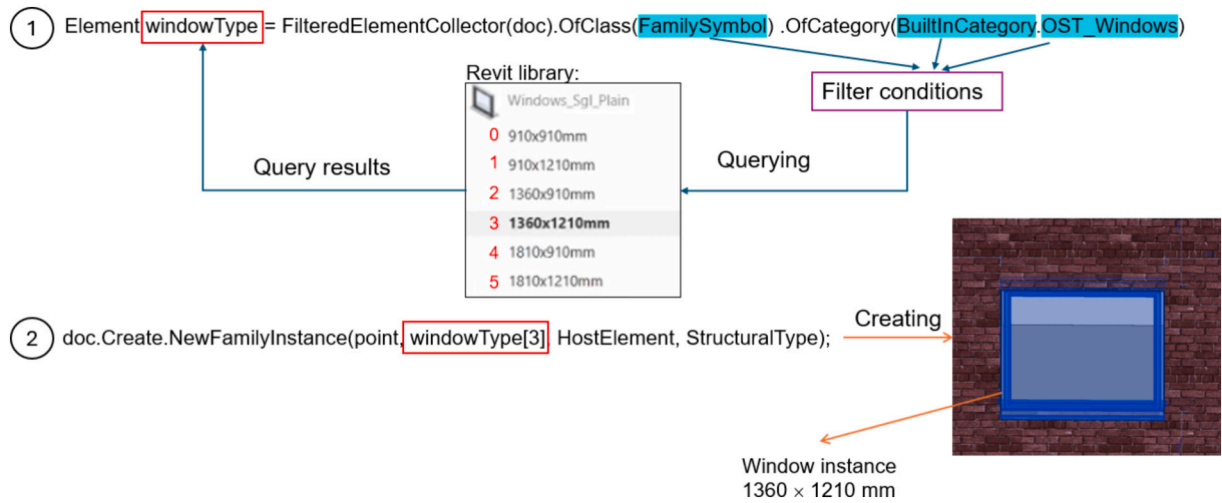 1 Element windowType = FilteredElementCollector(doc).OfClass(FamilySymbol) .OfCategory(BuiltInCategory.OST_Windows)
Revit library:
Filter conditions
Windows_Sgl_Plain
0 910x910mm
1 910x1210mm
2 1360x910mm
3 1360x1210mm
4 1810x910mm
5 1810x1210mm
Query results
Querying
2 doc.Create.NewFamilyInstance(point, windowType[3], HostElement, StructuralType);
Creating
Window instance
1360 × 1210 mm